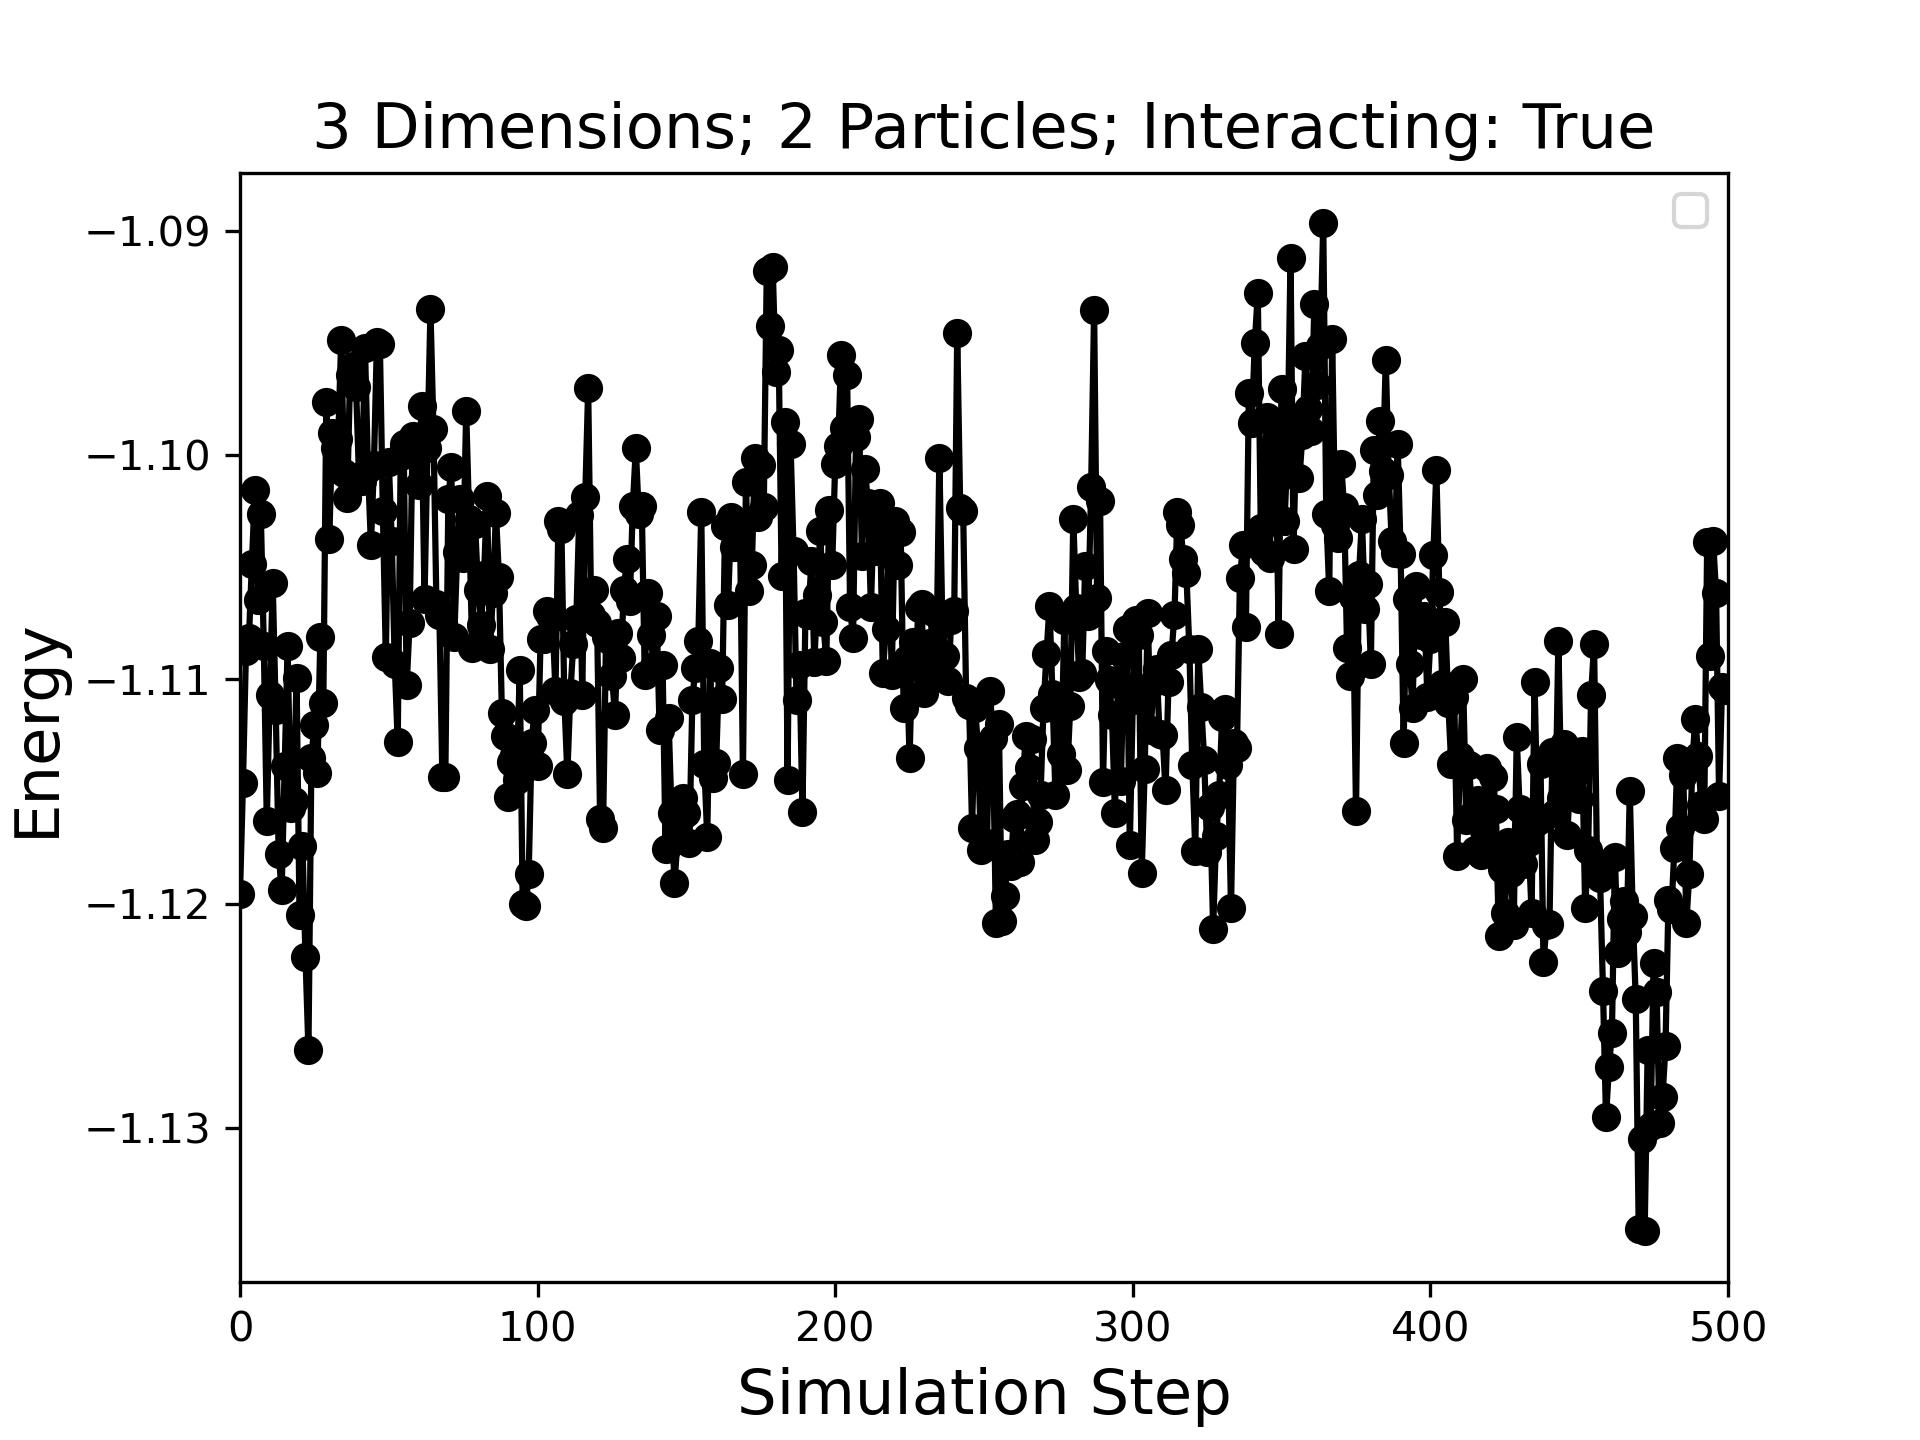 3 Dimensions; 2 Particles; Interacting: True
−1.09
−1.10
−1.11
−1.12
−1.13
Energy
0 100 200 300 400 500
Simulation Step